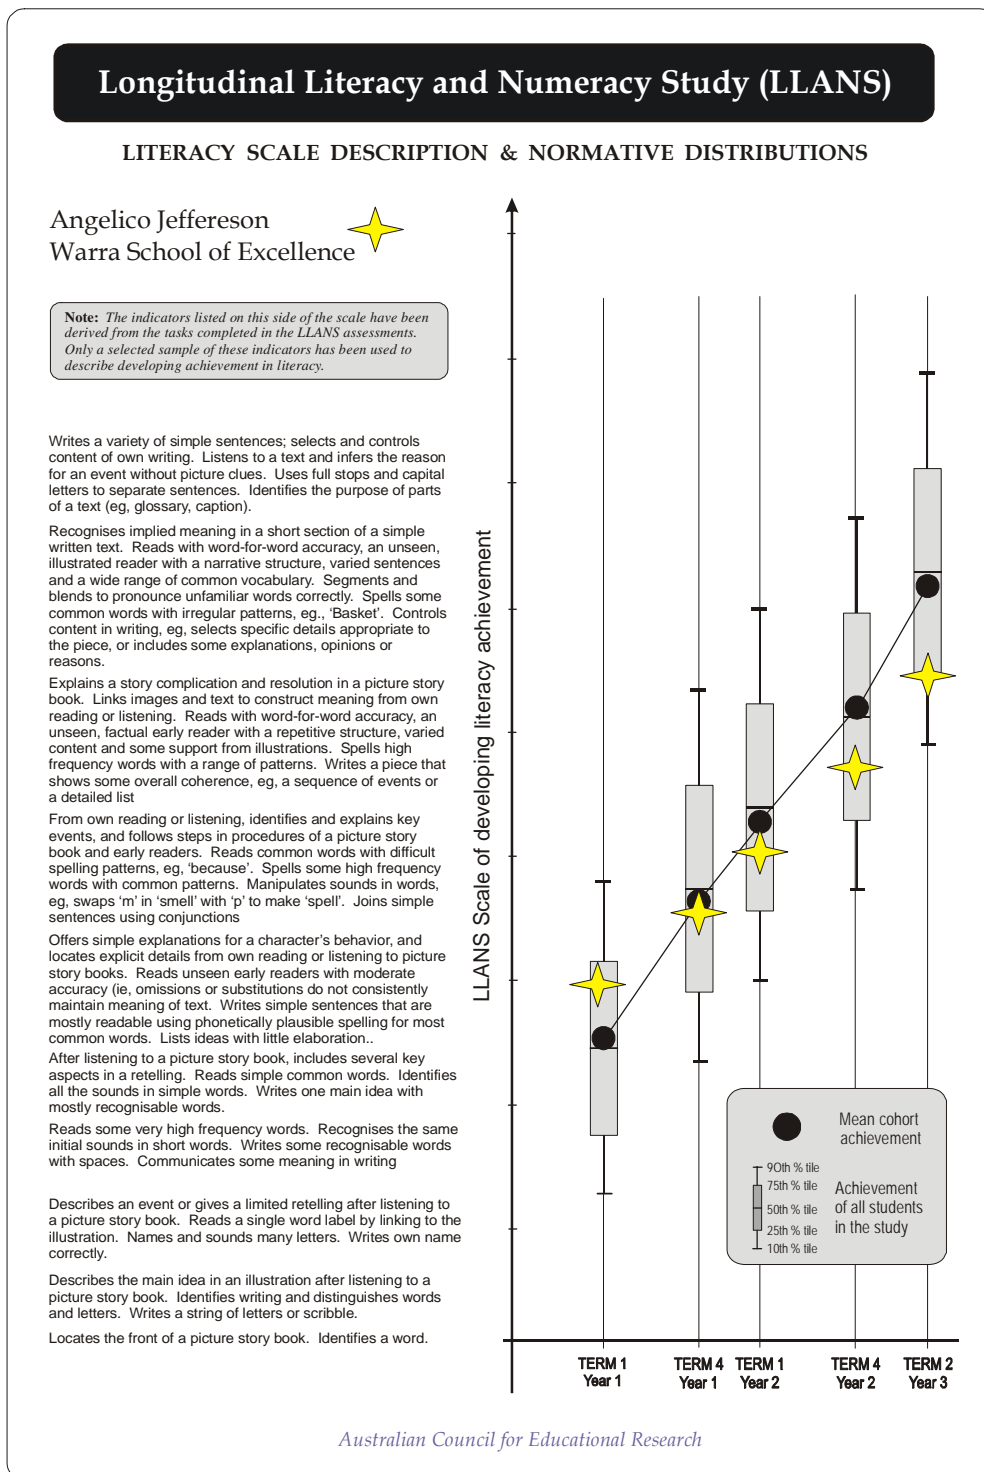 Longitudinal Literacy and Numeracy Study (LLANS)
LITERACY SCALE DESCRIPTION & NORMATIVE DISTRIBUTIONS
Angelico Jeffereson
Warra School of Excellence
Note: The indicators listed on this side of the scale have been
derived from the tasks completed in the LLANS assessments.
Only a selected sample of these indicators has been used to
describe developing achievement in literacy.
Writes a variety of simple sentences; selects and controls
content of own writing. Listens to a text and infers the reason
for an event without picture clues. Uses full stops and capital
letters to separate sentences. Identifies the purpose of parts
of a text (eg, glossary, caption).
Recognises implied meaning in a short section of a simple
written text. Reads with word-for-word accuracy, an unseen,
illustrated reader with a narrative structure, varied sentences
and a wide range of common vocabulary. Segments and
blends to pronounce unfamiliar words correctly. Spells some
common words with irregular patterns, eg., ‘Basket’. Controls
content in writing, eg, selects specific details appropriate to
the piece, or includes some explanations, opinions or
reasons.
Explains a story complication and resolution in a picture story
book. Links images and text to construct meaning from own
reading or listening. Reads with word-for-word accuracy, an
unseen, factual early reader with a repetitive structure, varied
content and some support from illustrations. Spells high
frequency words with a range of patterns. Writes a piece that
shows some overall coherence, eg, a sequence of events or
a detailed list
From own reading or listening, identifies and explains key
events, and follows steps in procedures of a picture story
book and early readers. Reads common words with difficult
spelling patterns, eg, ‘because’. Spells some high frequency
words with common patterns. Manipulates sounds in words,
eg, swaps ‘m’ in ‘smell’ with ‘p’ to make ‘spell’. Joins simple
sentences using conjunctions
Offers simple explanations for a character’s behavior, and
locates explicit details from own reading or listening to picture
story books. Reads unseen early readers with moderate
accuracy (ie, omissions or substitutions do not consistently
maintain meaning of text. Writes simple sentences that are
mostly readable using phonetically plausible spelling for most
common words. Lists ideas with little elaboration..
After listening to a picture story book, includes several key
aspects in a retelling. Reads simple common words. Identifies
all the sounds in simple words. Writes one main idea with
mostly recognisable words.
Reads some very high frequency words. Recognises the same
initial sounds in short words. Writes some recognisable words
with spaces. Communicates some meaning in writing
Describes an event or gives a limited retelling after listening to
a picture story book. Reads a single word label by linking to the
illustration. Names and sounds many letters. Writes own name
correctly.
Describes the main idea in an illustration after listening to a
picture story book. Identifies writing and distinguishes words
and letters. Writes a string of letters or scribble.
Locates the front of a picture story book. Identifies a word.
LLANS Scale of developing literacy achievement
Mean cohort
achievement
90th % tile
75th % tile
50th % tile
25th % tile
10th % tile
Achievement
of all students
in the study
TERM 1
Year 1
TERM 4
Year 1
TERM 1
Year 2
TERM 4
Year 2
TERM 2
Year 3
Australian Council for Educational Research